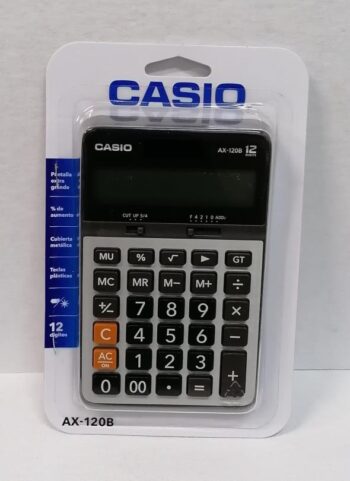 CASIO
CASIO
AX-120B 12
DIGITS
Pantalla
extra
grande
% de
aumento
Cubierta
metálica
Teclas
plásticas
12
dígitos
CUT UP 5/4
F 4 2 1 0 ADD2
MU % √ ▶ GT
MC MR M− M+ ÷
+/− 7 8 9 ×
C 4 5 6 −
AC 1 2 3 +
ON
0 00 • =
AX-120B